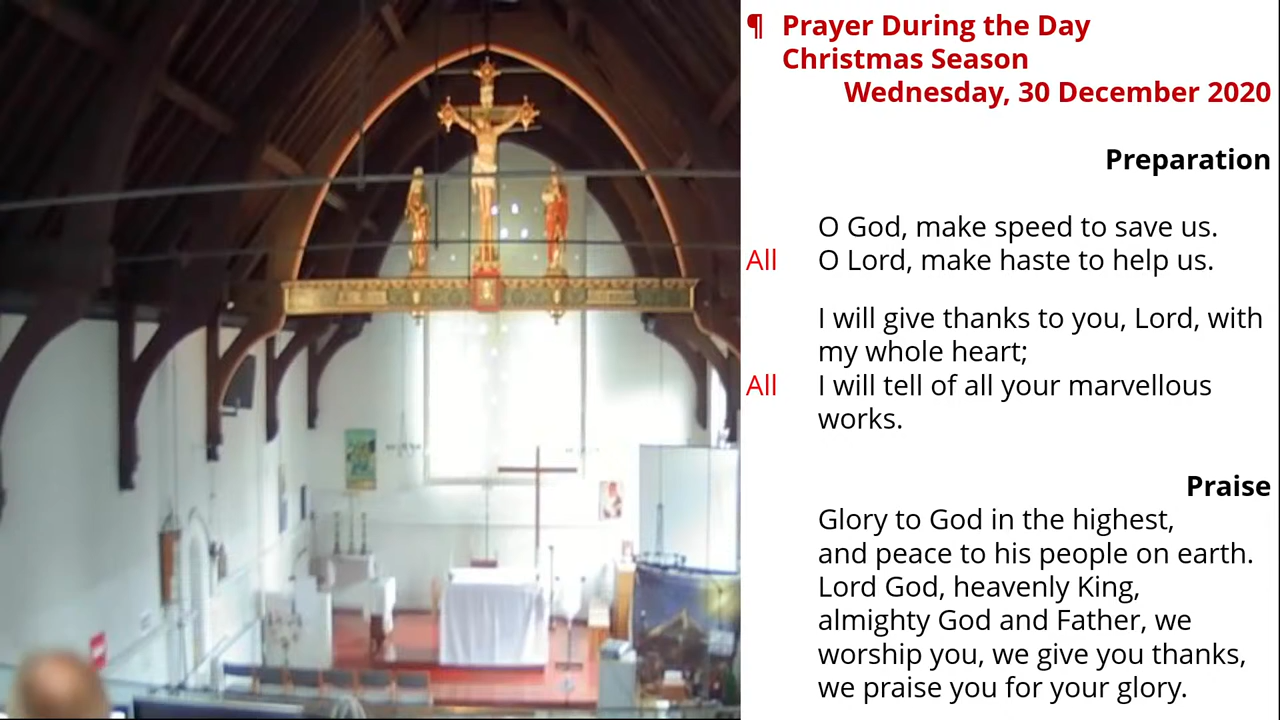 ¶ Prayer During the Day
Christmas Season
Wednesday, 30 December 2020
Preparation
O God, make speed to save us.
All O Lord, make haste to help us.
I will give thanks to you, Lord, with
my whole heart;
All I will tell of all your marvellous
works.
Praise
Glory to God in the highest,
and peace to his people on earth.
Lord God, heavenly King,
almighty God and Father, we
worship you, we give you thanks,
we praise you for your glory.